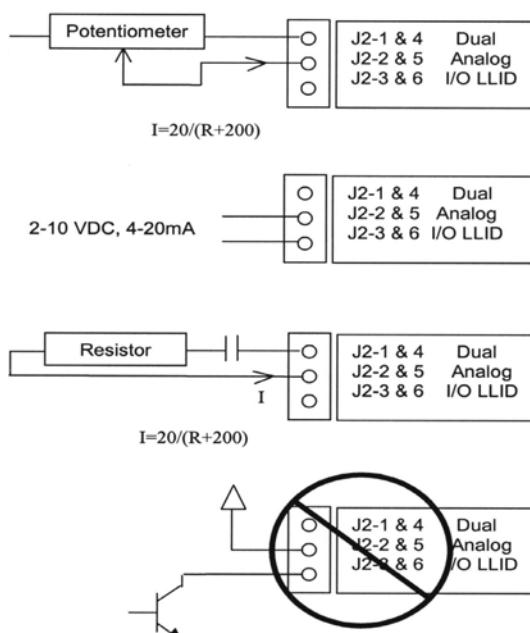 Potentiometer
J2-1 & 4 Dual
J2-2 & 5 Analog
J2-3 & 6 I/O LLID
I=20/(R+200)
J2-1 & 4 Dual
J2-2 & 5 Analog
J2-3 & 6 I/O LLID
2-10 VDC, 4-20mA
Resistor
J2-1 & 4 Dual
J2-2 & 5 Analog
J2-3 & 6 I/O LLID
I
I=20/(R+200)
J2-1 & 4 Dual
J2-2 & 5 Analog
J2-3 & 6 I/O LLID